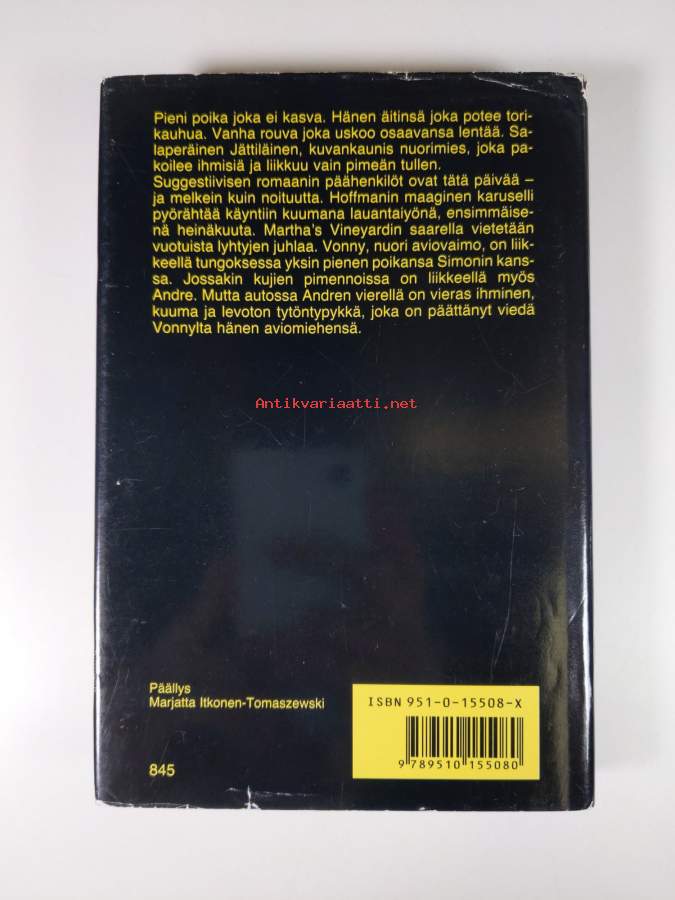 Pieni poika joka ei kasva. Hänen äitinsä joka potee tori-
kauhua. Vanha rouva joka uskoo osaavansa lentää. Sa-
laperäinen Jättiläinen, kuvankaunis nuorimies, joka pa-
koilee ihmisiä ja liikkuu vain pimeän tullen.
Suggestiivisen romaanin päähenkilöt ovat tätä päivää –
ja melkein kuin noituutta. Hoffmanin maaginen karuselli
pyörähtää käyntiin kuumana lauantaiyönä, ensimmäise-
nä heinäkuuta. Martha's Vineyardin saarella vietetään
vuotuista lyhtyjen juhlaa. Vonny, nuori aviovaimo, on liik-
keellä tungoksessa yksin pienen poikansa Simonin kans-
sa. Jossakin kujien pimennoissa on liikkeellä myös
Andre. Mutta autossa Andren vierellä on vieras ihminen,
kuuma ja levoton tytöntypykkä, joka on päättänyt viedä
Vonnylta hänen aviomiehensä.
Antikvariaatti.net
Päällys
Marjatta Itkonen-Tomaszewski
845
ISBN 951-0-15508-X
9 789510 155080